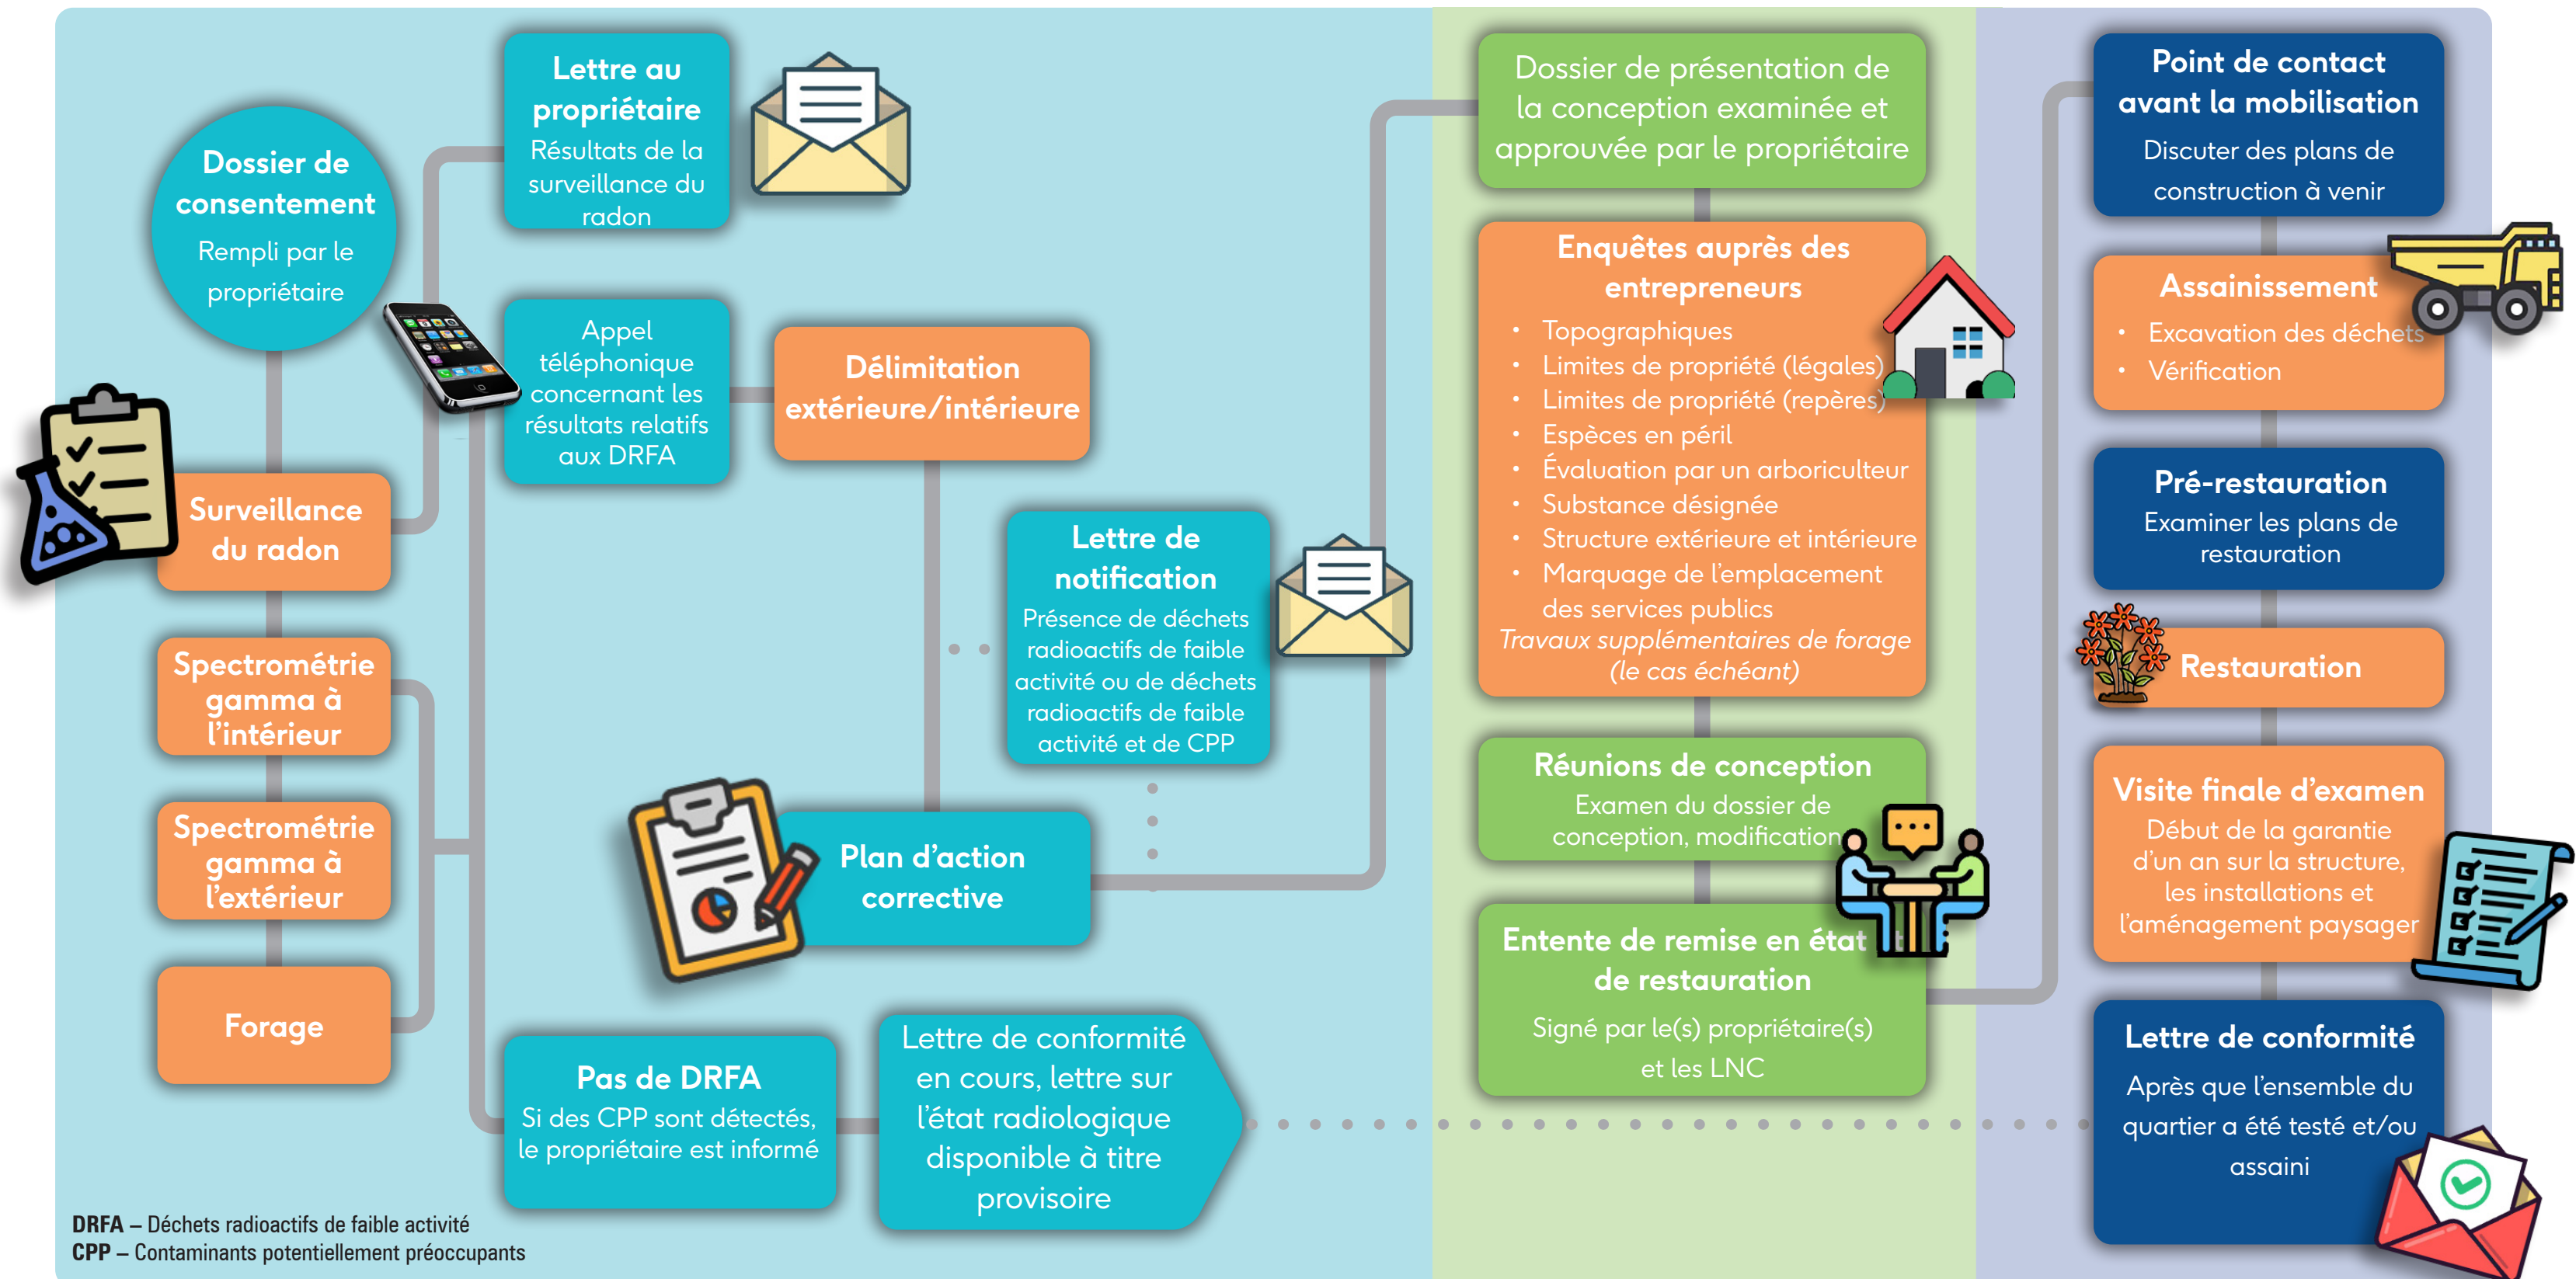 Dossier de
consentement
Rempli par le
propriétaire
Surveillance
du radon
Spectrométrie
gamma à
l'intérieur
Spectrométrie
gamma à
l'extérieur
Forage
Lettre au
propriétaire
Résultats de la
surveillance du
radon
Appel
téléphonique
concernant les
résultats relatifs
aux DRFA
Délimitation
extérieure/intérieure
Lettre de
notification
Présence de déchets
radioactifs de faible
activité ou de déchets
radioactifs de faible
activité et de CPP
Plan d'action
corrective
Pas de DRFA
Si des CPP sont détectés,
le propriétaire est informé
Lettre de conformité
en cours, lettre sur
l'état radiologique
disponible à titre
provisoire
DRFA – Déchets radioactifs de faible activité
CPP – Contaminants potentiellement préoccupants
Dossier de présentation de
la conception examinée et
approuvée par le propriétaire
Enquêtes auprès des
entrepreneurs
• Topographiques
• Limites de propriété (légales)
• Limites de propriété (repères)
• Espèces en péril
• Évaluation par un arboriculteur
• Substance désignée
• Structure extérieure et intérieure
• Marquage de l'emplacement
des services publics
Travaux supplémentaires de forage
(le cas échéant)
Réunions de conception
Examen du dossier de
conception, modification
Entente de remise en état
de restauration
Signé par le(s) propriétaire(s)
et les LNC
Point de contact
avant la mobilisation
Discuter des plans de
construction à venir
Assainissement
• Excavation des déchets
• Vérification
Pré-restauration
Examiner les plans de
restauration
Restauration
Visite finale d'examen
Début de la garantie
d'un an sur la structure,
les installations et
l'aménagement paysager
Lettre de conformité
Après que l'ensemble du
quartier a été testé et/ou
assaini